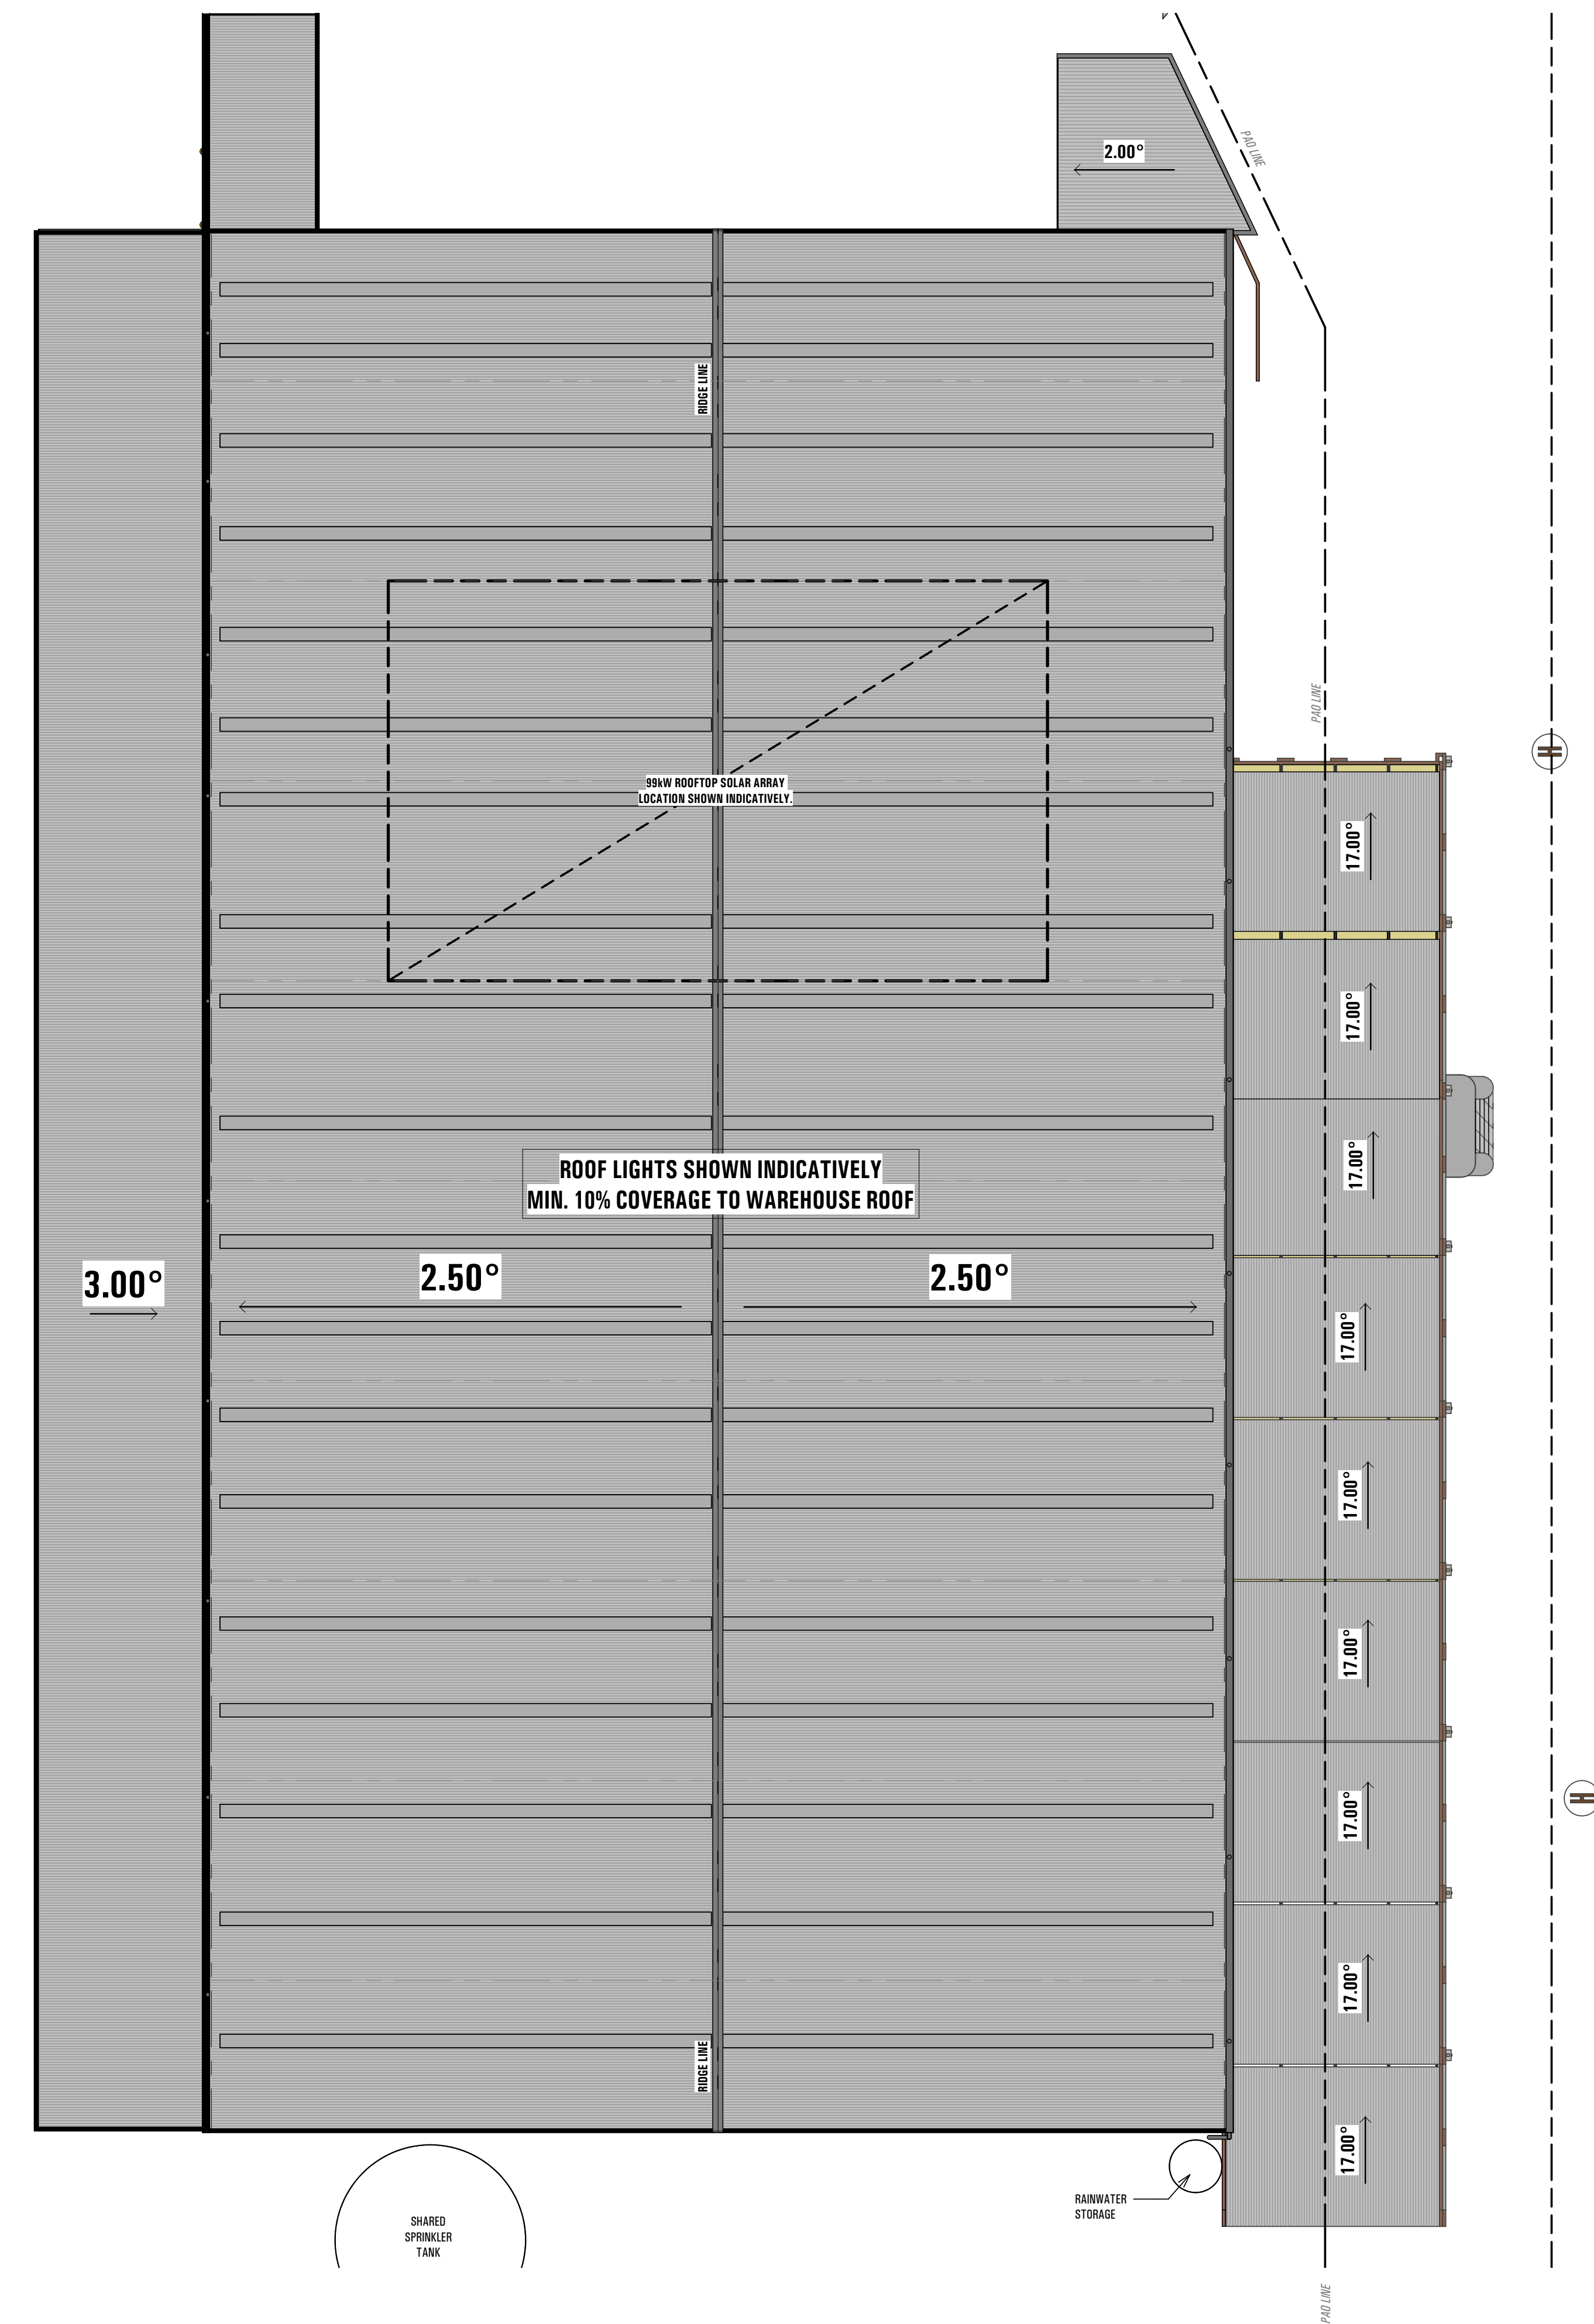 2.00°
PAO LINE
RIDGE LINE
PAO LINE
99kW ROOFTOP SOLAR ARRAY
LOCATION SHOWN INDICATIVELY.
H
17.00°
17.00°
ROOF LIGHTS SHOWN INDICATIVELY
MIN. 10% COVERAGE TO WAREHOUSE ROOF
17.00°
3.00°
2.50°
2.50°
17.00°
17.00°
17.00°
17.00°
H
17.00°
RIDGE LINE
17.00°
RAINWATER
STORAGE
SHARED
SPRINKLER
TANK
PAO LINE